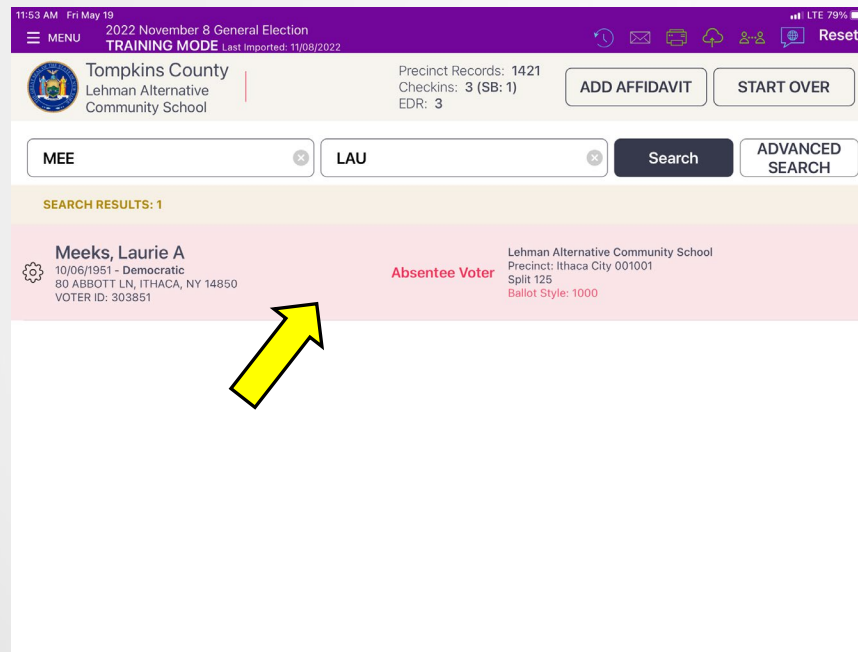 11:53 AM Fri May 19
LTE 79%
MENU
2022 November 8 General Election
TRAINING MODE Last Imported: 11/08/2022
Reset
Tompkins County
Lehman Alternative
Community School
Precinct Records: 1421
Checkins: 3 (SB: 1)
EDR: 3
ADD AFFIDAVIT
START OVER
MEE
LAU
Search
ADVANCED
SEARCH
SEARCH RESULTS: 1
Meeks, Laurie A
10/06/1951 - Democratic
80 ABBOTT LN, ITHACA, NY 14850
VOTER ID: 303851
Absentee Voter
Lehman Alternative Community School
Precinct: Ithaca City 001001
Split 125
Ballot Style: 1000